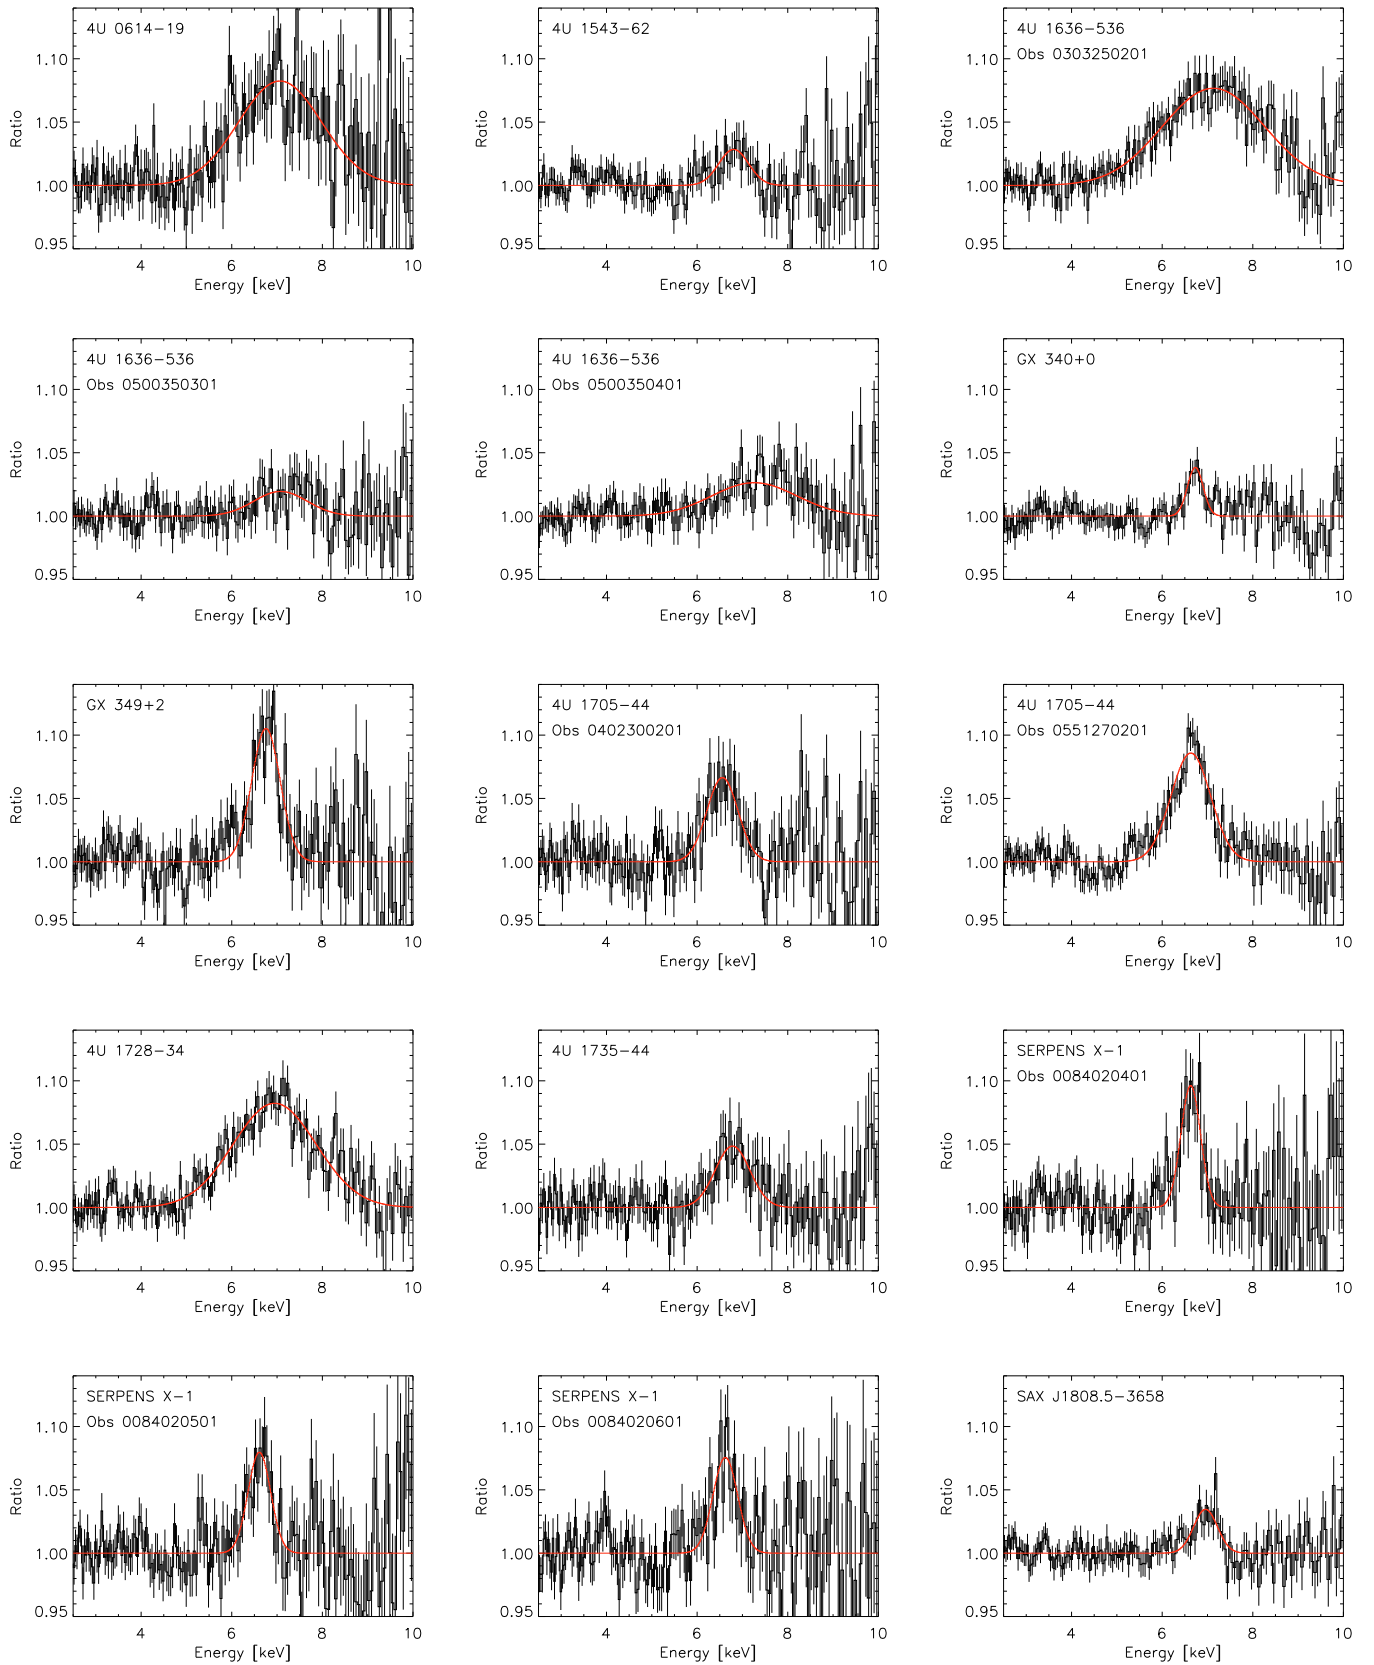 4U 0614−19
Ratio
1.10
1.05
1.00
0.95
4 6 8 10
Energy [keV]
4U 1543−62
Ratio
1.10
1.05
1.00
0.95
4 6 8 10
Energy [keV]
4U 1636−536
Obs 0303250201
Ratio
1.10
1.05
1.00
0.95
4 6 8 10
Energy [keV]
4U 1636−536
Obs 0500350301
Ratio
1.10
1.05
1.00
0.95
4 6 8 10
Energy [keV]
4U 1636−536
Obs 0500350401
Ratio
1.10
1.05
1.00
0.95
4 6 8 10
Energy [keV]
GX 340+0
Ratio
1.10
1.05
1.00
0.95
4 6 8 10
Energy [keV]
GX 349+2
Ratio
1.10
1.05
1.00
0.95
4 6 8 10
Energy [keV]
4U 1705−44
Obs 0402300201
Ratio
1.10
1.05
1.00
0.95
4 6 8 10
Energy [keV]
4U 1705−44
Obs 0551270201
Ratio
1.10
1.05
1.00
0.95
4 6 8 10
Energy [keV]
4U 1728−34
Ratio
1.10
1.05
1.00
0.95
4 6 8 10
Energy [keV]
4U 1735−44
Ratio
1.10
1.05
1.00
0.95
4 6 8 10
Energy [keV]
SERPENS X−1
Obs 0084020401
Ratio
1.10
1.05
1.00
0.95
4 6 8 10
Energy [keV]
SERPENS X−1
Obs 0084020501
Ratio
1.10
1.05
1.00
0.95
4 6 8 10
Energy [keV]
SERPENS X−1
Obs 0084020601
Ratio
1.10
1.05
1.00
0.95
4 6 8 10
Energy [keV]
SAX J1808.5−3658
Ratio
1.10
1.05
1.00
0.95
4 6 8 10
Energy [keV]